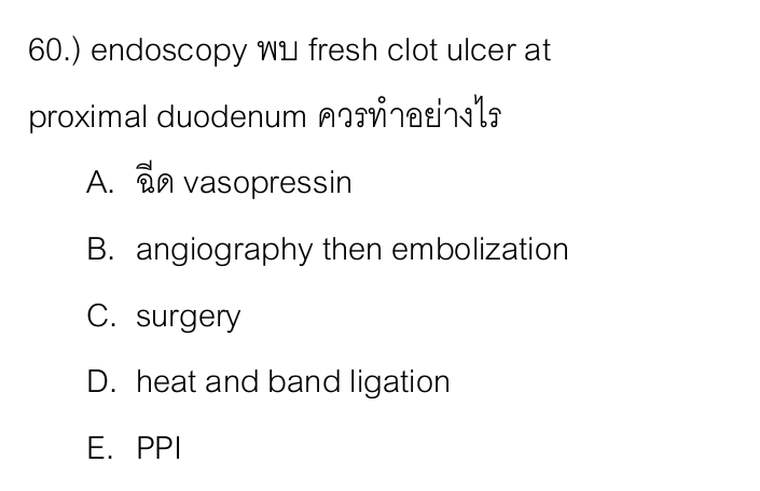 60.) endoscopy พบ fresh clot ulcer at
proximal duodenum ควรทำอย่างไร
A. ฉีด vasopressin
B. angiography then embolization
C. surgery
D. heat and band ligation
E. PPI